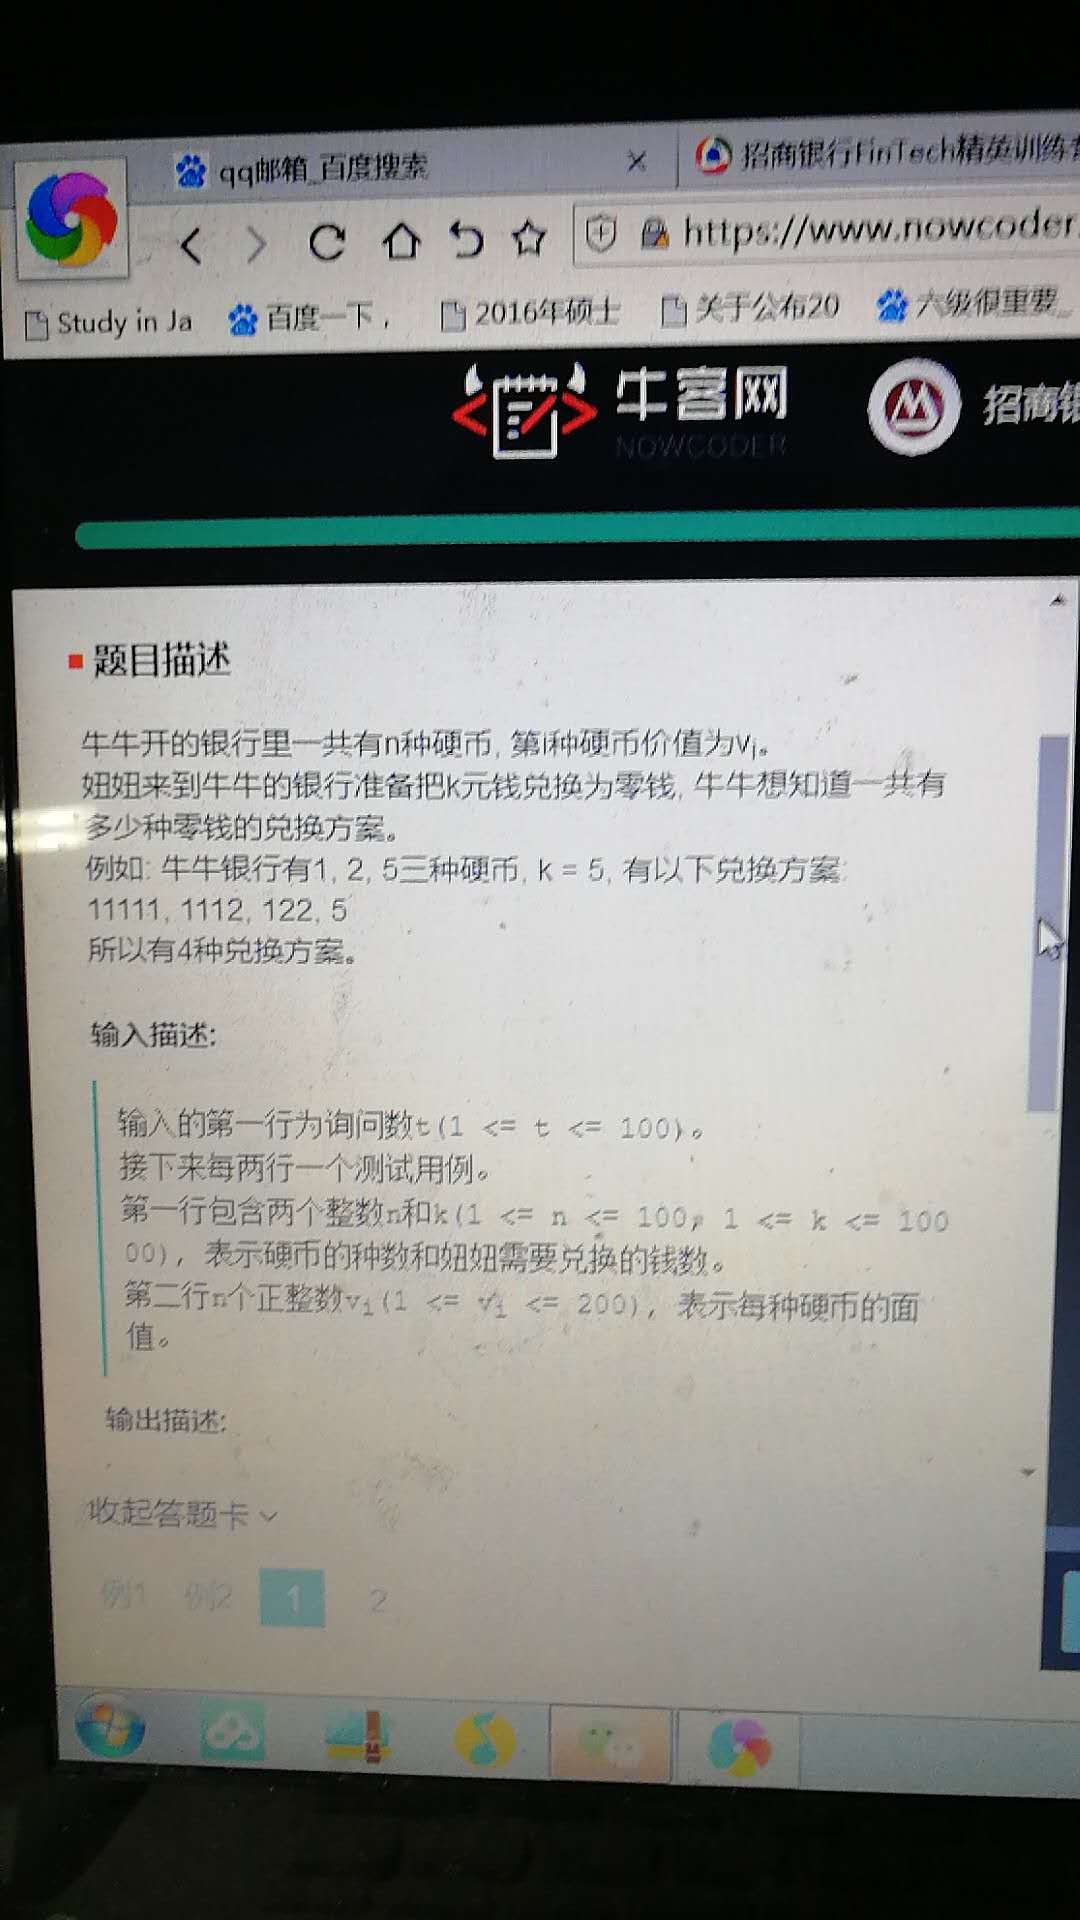 qq邮箱_百度搜索
招商银行FinTech精英训练营
https://www.nowcoder.
Study in Ja
百度一下，
2016年硕士
关于公布20
六级很重要_
牛客网
NOWCODER
招商银
题目描述
牛牛开的银行里一共有n种硬币, 第i种硬币价值为vi。
妞妞来到牛牛的银行准备把k元钱兑换为零钱, 牛牛想知道一共有
多少种零钱的兑换方案。
例如: 牛牛银行有1, 2, 5三种硬币, k = 5, 有以下兑换方案:
11111, 1112, 122, 5
所以有4种兑换方案。
输入描述:
输入的第一行为询问数t(1 <= t <= 100)。
接下来每两行一个测试用例。
第一行包含两个整数n和k(1 <= n <= 100, 1 <= k <= 100
00), 表示硬币的种数和妞妞需要兑换的钱数。
第二行n个正整数vi(1 <= vi <= 200), 表示每种硬币的面
值。
输出描述:
收起答题卡
例1 例2 1 2